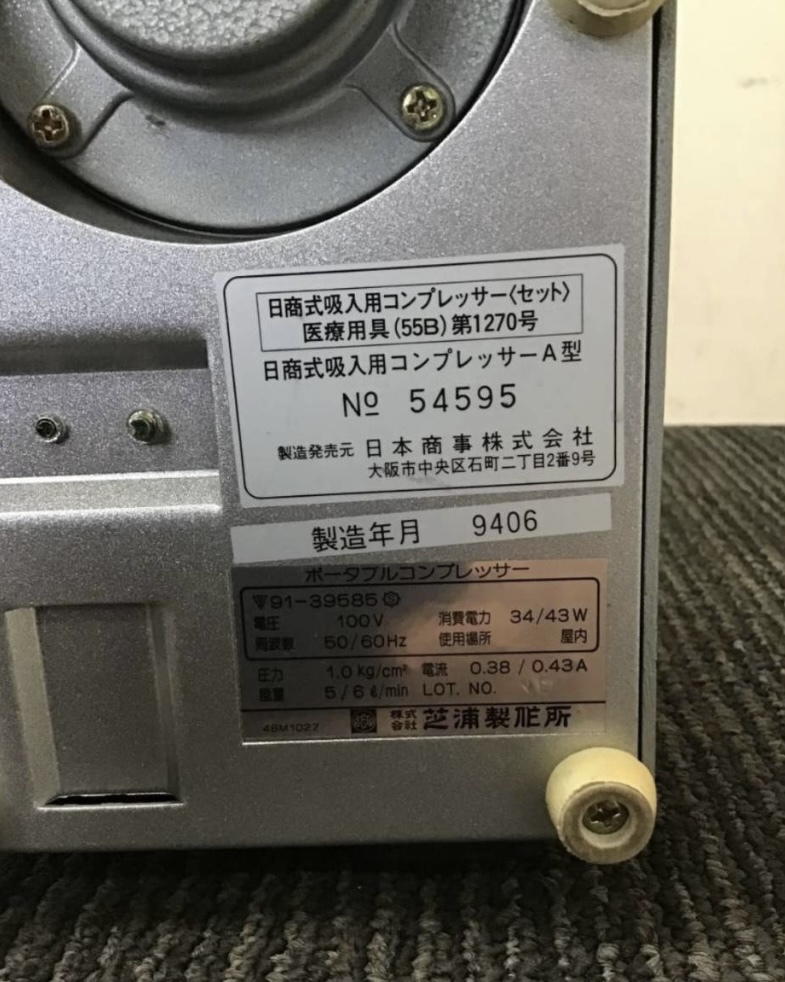 日商式吸入用コンプレッサー〈セット〉
医療用具(55B)第1270号
日商式吸入用コンプレッサーA型
№ 54595
製造発売元 日本商事株式会社
大阪市中央区石町二丁目2番9号
製造年月 9406
ポータブルコンプレッサー
91-39585
電圧 100V 消費電力 34/43W
周波数 50/60Hz 使用場所 屋内
圧力 1.0kg/cm² 電流 0.38/0.43A
風量 5/6ℓ/min LOT. NO.
48M1027 株式会社 芝浦製作所